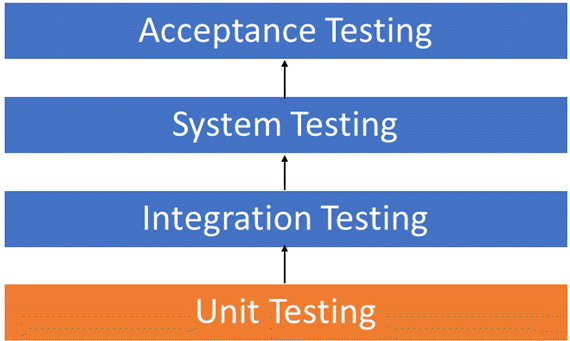 Acceptance Testing
System Testing
Integration Testing
Unit Testing